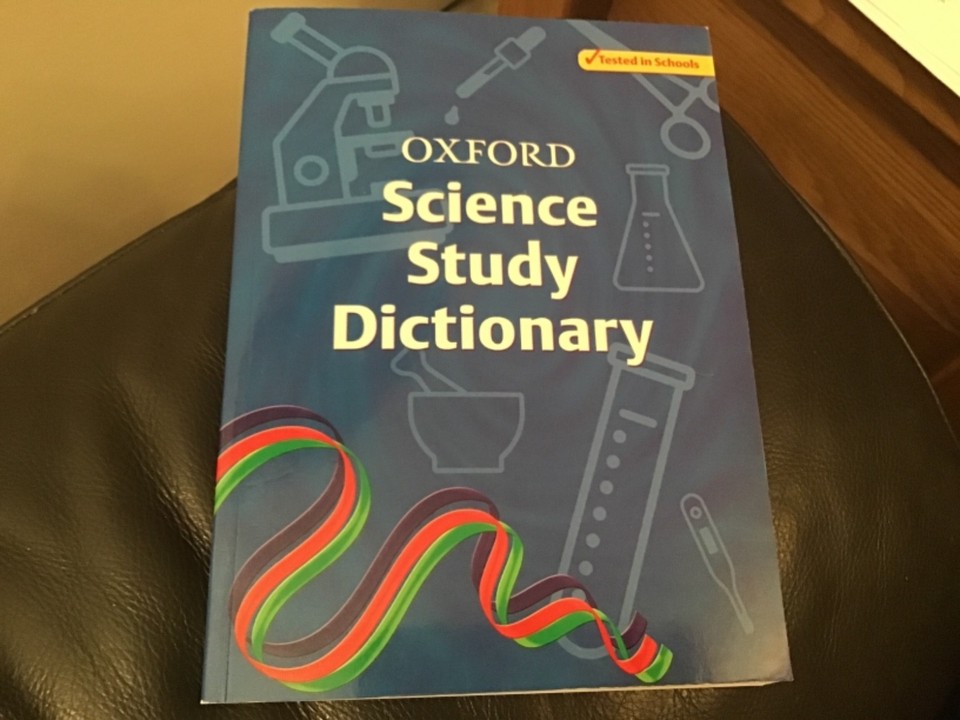 Tested in Schools
OXFORD
Science
Study
Dictionary